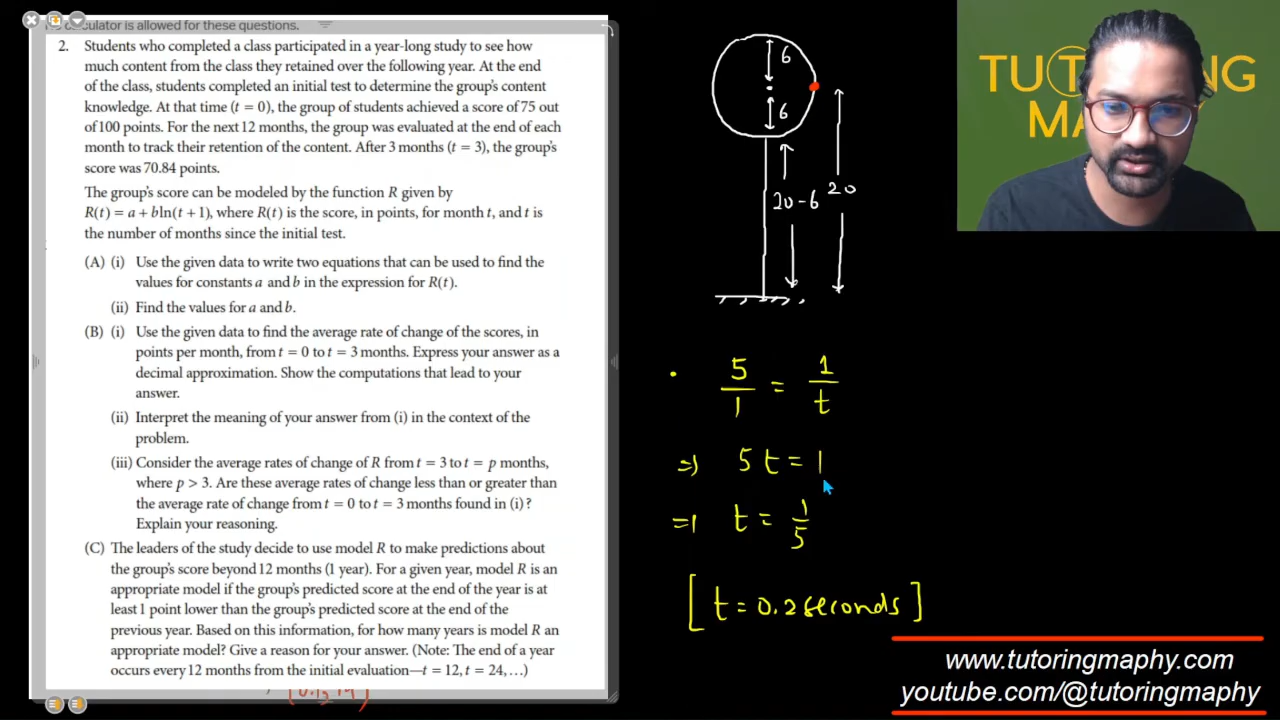 culator is allowed for these questions.
2. Students who completed a class participated in a year-long study to see how
much content from the class they retained over the following year. At the end
of the class, students completed an initial test to determine the group's content
knowledge. At that time (t = 0), the group of students achieved a score of 75 out
of 100 points. For the next 12 months, the group was evaluated at the end of each
month to track their retention of the content. After 3 months (t = 3), the group's
score was 70.84 points.
The group's score can be modeled by the function R given by
R(t) = a + bln(t + 1), where R(t) is the score, in points, for month t, and t is
the number of months since the initial test.
(A) (i) Use the given data to write two equations that can be used to find the
values for constants a and b in the expression for R(t).
(ii) Find the values for a and b.
(B) (i) Use the given data to find the average rate of change of the scores, in
points per month, from t = 0 to t = 3 months. Express your answer as a
decimal approximation. Show the computations that lead to your
answer.
(ii) Interpret the meaning of your answer from (i) in the context of the
problem.
(iii) Consider the average rates of change of R from t = 3 to t = p months,
where p > 3. Are these average rates of change less than or greater than
the average rate of change from t = 0 to t = 3 months found in (i)?
Explain your reasoning.
(C) The leaders of the study decide to use model R to make predictions about
the group's score beyond 12 months (1 year). For a given year, model R is an
appropriate model if the group's predicted score at the end of the year is at
least 1 point lower than the group's predicted score at the end of the
previous year. Based on this information, for how many years is model R an
appropriate model? Give a reason for your answer. (Note: The end of a year
occurs every 12 months from the initial evaluation—t = 12, t = 24, …)
6
6
20-6
20
5/1 = 1/t
=> 5t = 1
=> t = 1/5
[t = 0.2 seconds]
TUTORING
MA
www.tutoringmaphy.com
youtube.com/@tutoringmaphy